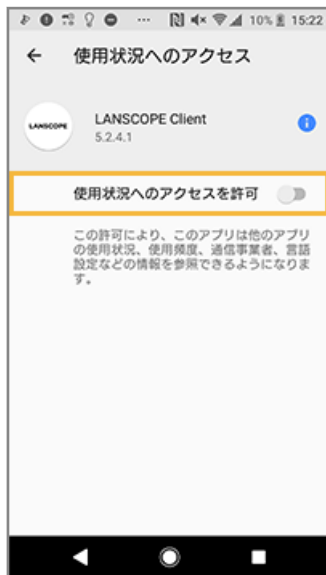 10% 15:22
使用状況へのアクセス
LANSCOPE
LANSCOPE Client
5.2.4.1
使用状況へのアクセスを許可
この許可により、このアプリは他のアプリ
の使用状況、使用頻度、通信事業者、言語
設定などの情報を参照できるようになりま
す。